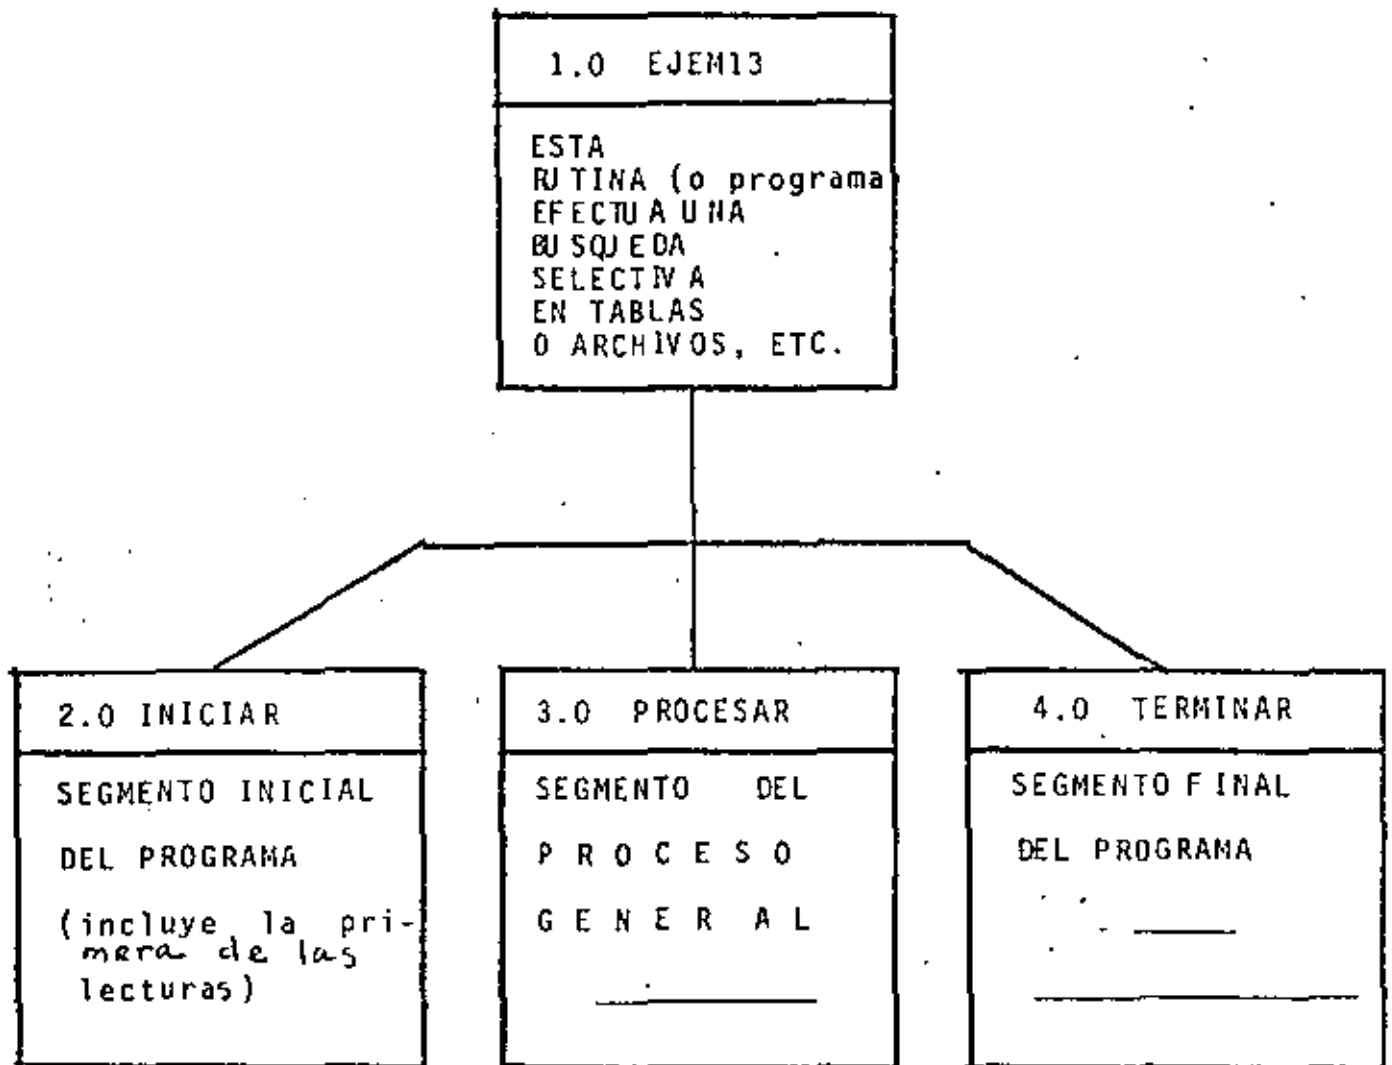 1.0 EJEM13
ESTA
RUTINA (o programa)
EFECTUA UNA
BUSQUEDA
SELECTIVA
EN TABLAS
O ARCHIVOS, ETC.
2.0 INICIAR
SEGMENTO INICIAL
DEL PROGRAMA
(incluye la pri-
mera de las
lecturas)
3.0 PROCESAR
SEGMENTO DEL
PROCESO
GENERAL
4.0 TERMINAR
SEGMENTO FINAL
DEL PROGRAMA